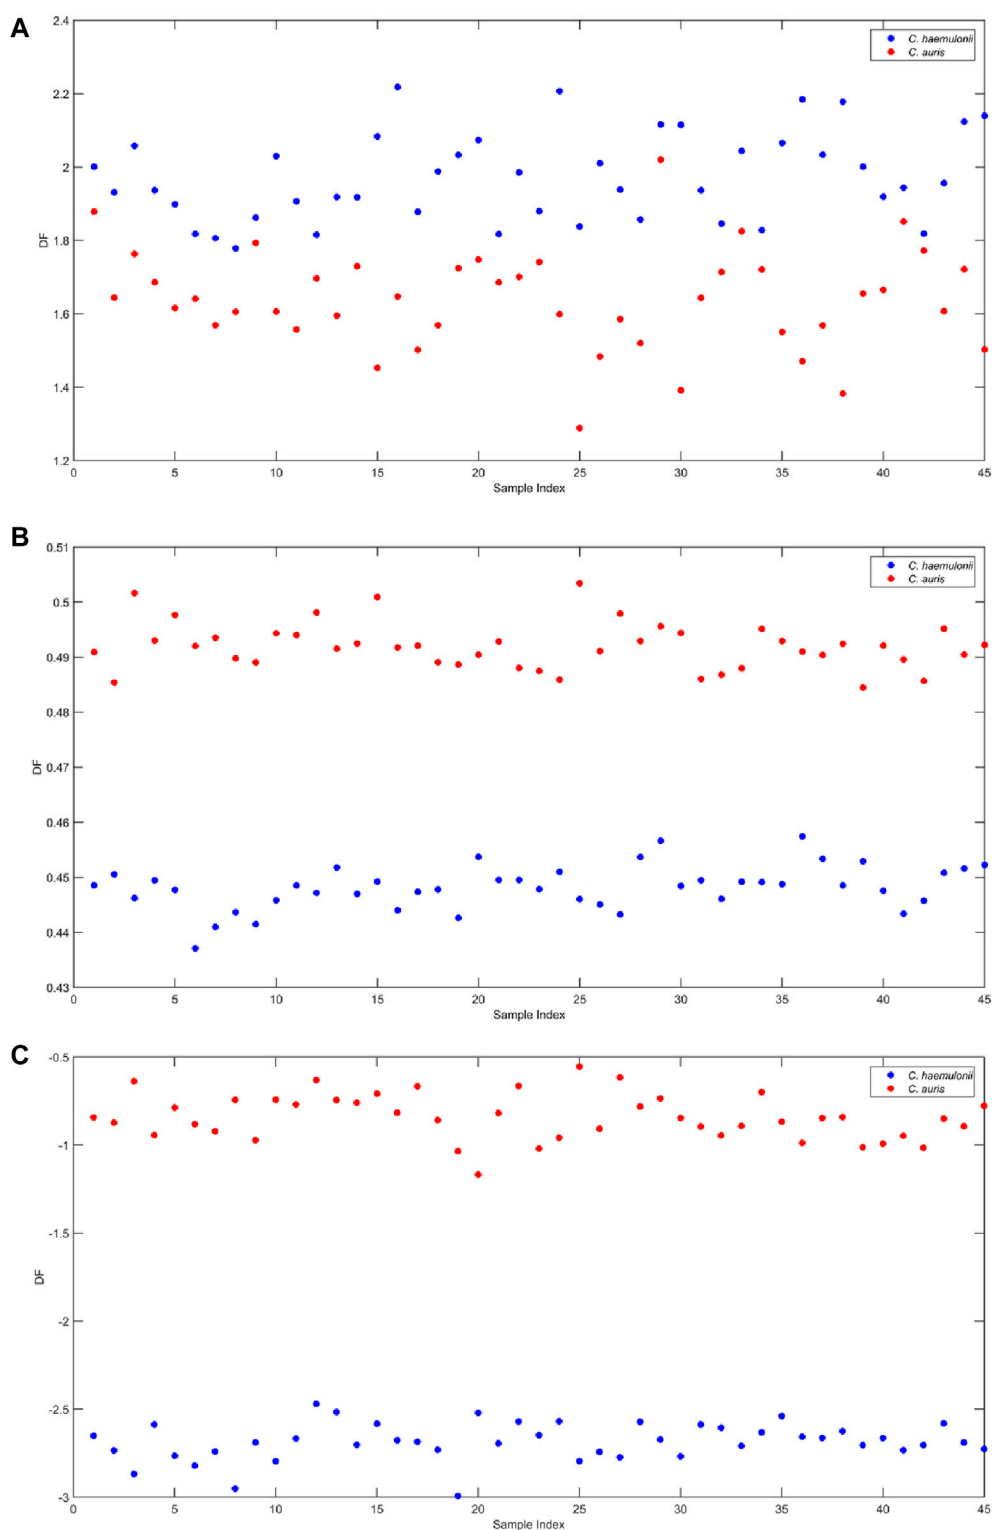 A
2.4
2.2
2
1.8
1.6
1.4
1.2
DF
0 5 10 15 20 25 30 35 40 45
Sample Index
C. haemulonii
C. auris
B
0.51
0.5
0.49
0.48
0.47
0.46
0.45
0.44
0.43
DF
0 5 10 15 20 25 30 35 40 45
Sample Index
C. haemulonii
C. auris
C
-0.5
-1
-1.5
-2
-2.5
-3
DF
0 5 10 15 20 25 30 35 40 45
Sample Index
C. haemulonii
C. auris